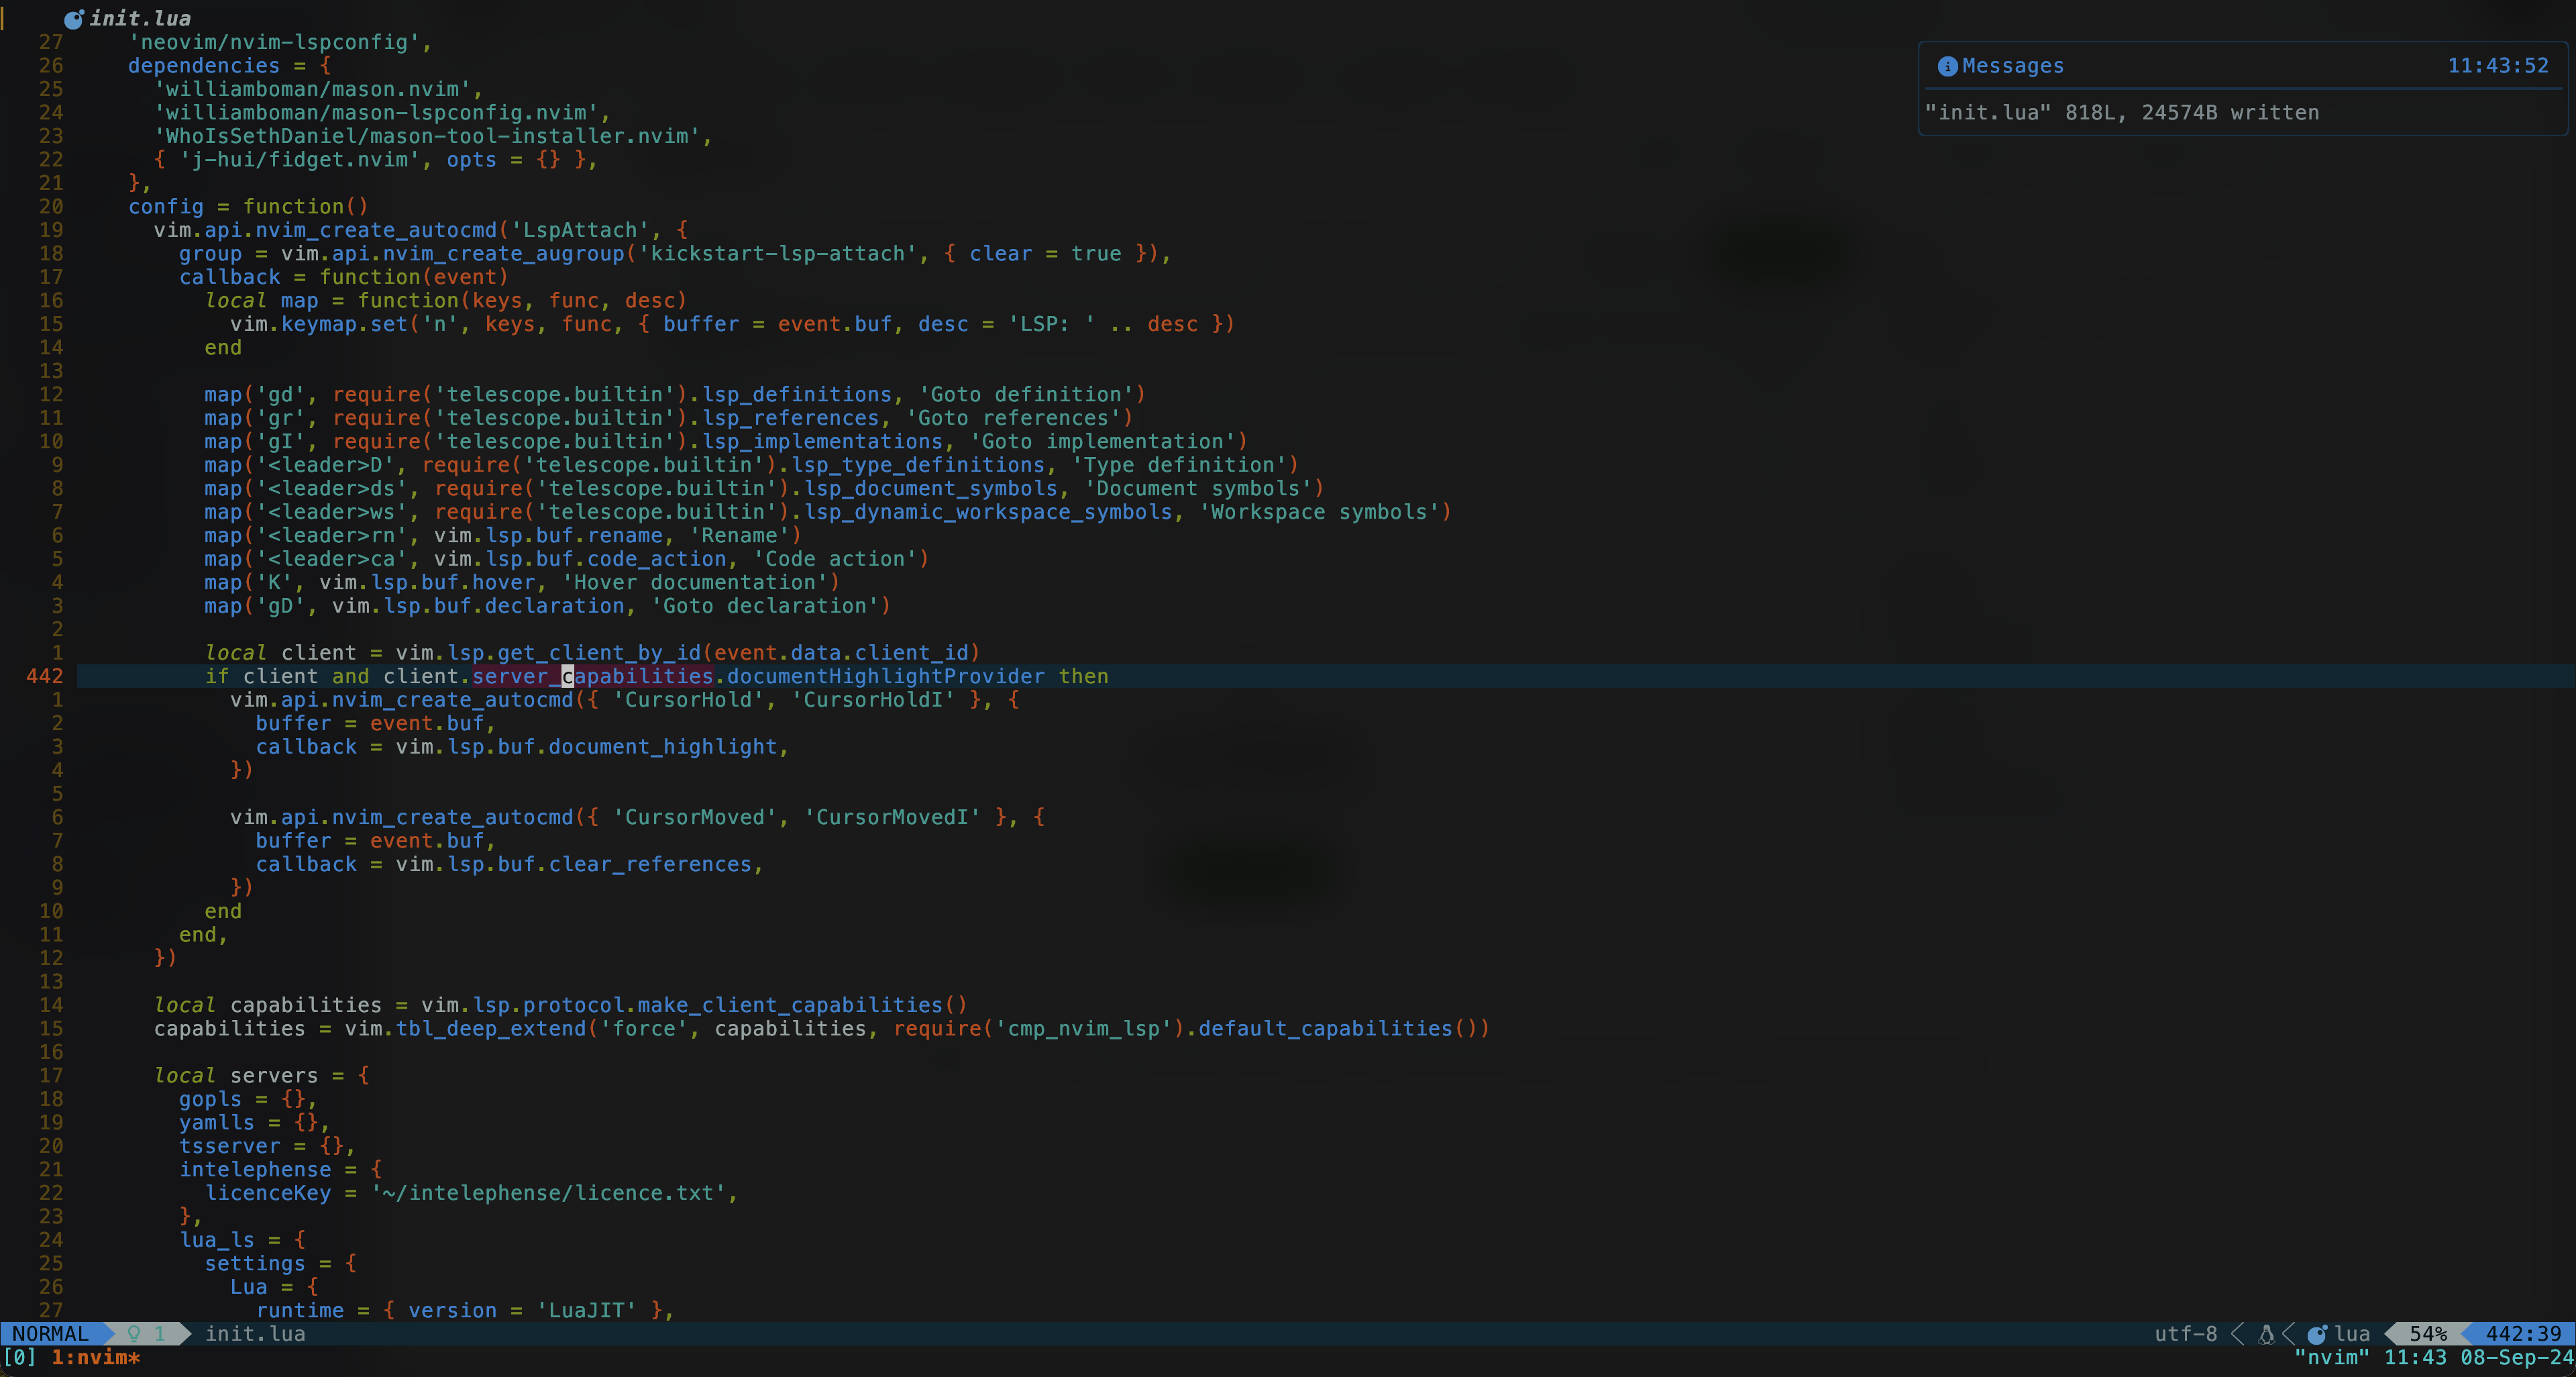 init.lua
27 'neovim/nvim-lspconfig',
26 dependencies = {
Messages 11:43:52
25 'williamboman/mason.nvim',
24 'williamboman/mason-lspconfig.nvim',
"init.lua" 818L, 24574B written
23 'WhoIsSethDaniel/mason-tool-installer.nvim',
22 { 'j-hui/fidget.nvim', opts = {} },
21 },
20 config = function()
19 vim.api.nvim_create_autocmd('LspAttach', {
18 group = vim.api.nvim_create_augroup('kickstart-lsp-attach', { clear = true }),
17 callback = function(event)
16 local map = function(keys, func, desc)
15 vim.keymap.set('n', keys, func, { buffer = event.buf, desc = 'LSP: ' .. desc })
14 end
13
12 map('gd', require('telescope.builtin').lsp_definitions, 'Goto definition')
11 map('gr', require('telescope.builtin').lsp_references, 'Goto references')
10 map('gI', require('telescope.builtin').lsp_implementations, 'Goto implementation')
9 map('<leader>D', require('telescope.builtin').lsp_type_definitions, 'Type definition')
8 map('<leader>ds', require('telescope.builtin').lsp_document_symbols, 'Document symbols')
7 map('<leader>ws', require('telescope.builtin').lsp_dynamic_workspace_symbols, 'Workspace symbols')
6 map('<leader>rn', vim.lsp.buf.rename, 'Rename')
5 map('<leader>ca', vim.lsp.buf.code_action, 'Code action')
4 map('K', vim.lsp.buf.hover, 'Hover documentation')
3 map('gD', vim.lsp.buf.declaration, 'Goto declaration')
2
1 local client = vim.lsp.get_client_by_id(event.data.client_id)
442 if client and client.server_capabilities.documentHighlightProvider then
1 vim.api.nvim_create_autocmd({ 'CursorHold', 'CursorHoldI' }, {
2 buffer = event.buf,
3 callback = vim.lsp.buf.document_highlight,
4 })
5
6 vim.api.nvim_create_autocmd({ 'CursorMoved', 'CursorMovedI' }, {
7 buffer = event.buf,
8 callback = vim.lsp.buf.clear_references,
9 })
10 end
11 end,
12 })
13
14 local capabilities = vim.lsp.protocol.make_client_capabilities()
15 capabilities = vim.tbl_deep_extend('force', capabilities, require('cmp_nvim_lsp').default_capabilities())
16
17 local servers = {
18 gopls = {},
19 yamlls = {},
20 tsserver = {},
21 intelephense = {
22 licenceKey = '~/intelephense/licence.txt',
23 },
24 lua_ls = {
25 settings = {
26 Lua = {
27 runtime = { version = 'LuaJIT' },
NORMAL 1 init.lua utf-8 lua 54% 442:39
[0] 1:nvim* "nvim" 11:43 08-Sep-24